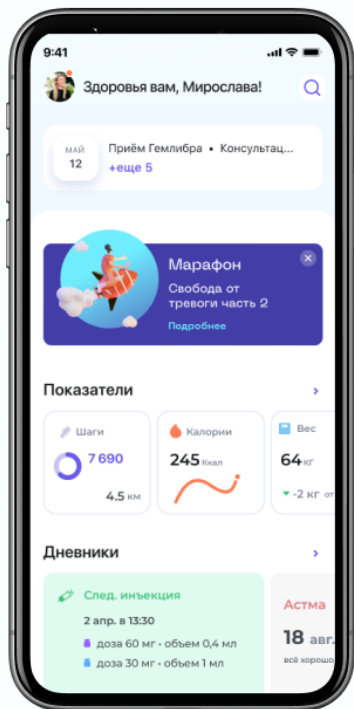 9:41
Здоровья вам, Мирослава!
МАЙ
12
Приём Гемлибра • Консультац...
+еще 5
Марафон
Свобода от
тревоги часть 2
Подробнее
Показатели
Шаги
7 690
4.5 км
Калории
245 Ккал
Вес
64 кг
-2 кг от
Дневники
След. инъекция
2 апр. в 13:30
доза 60 мг • объем 0,4 мл
доза 30 мг • объем 1 мл
Астма
18 авг.
всё хорошо